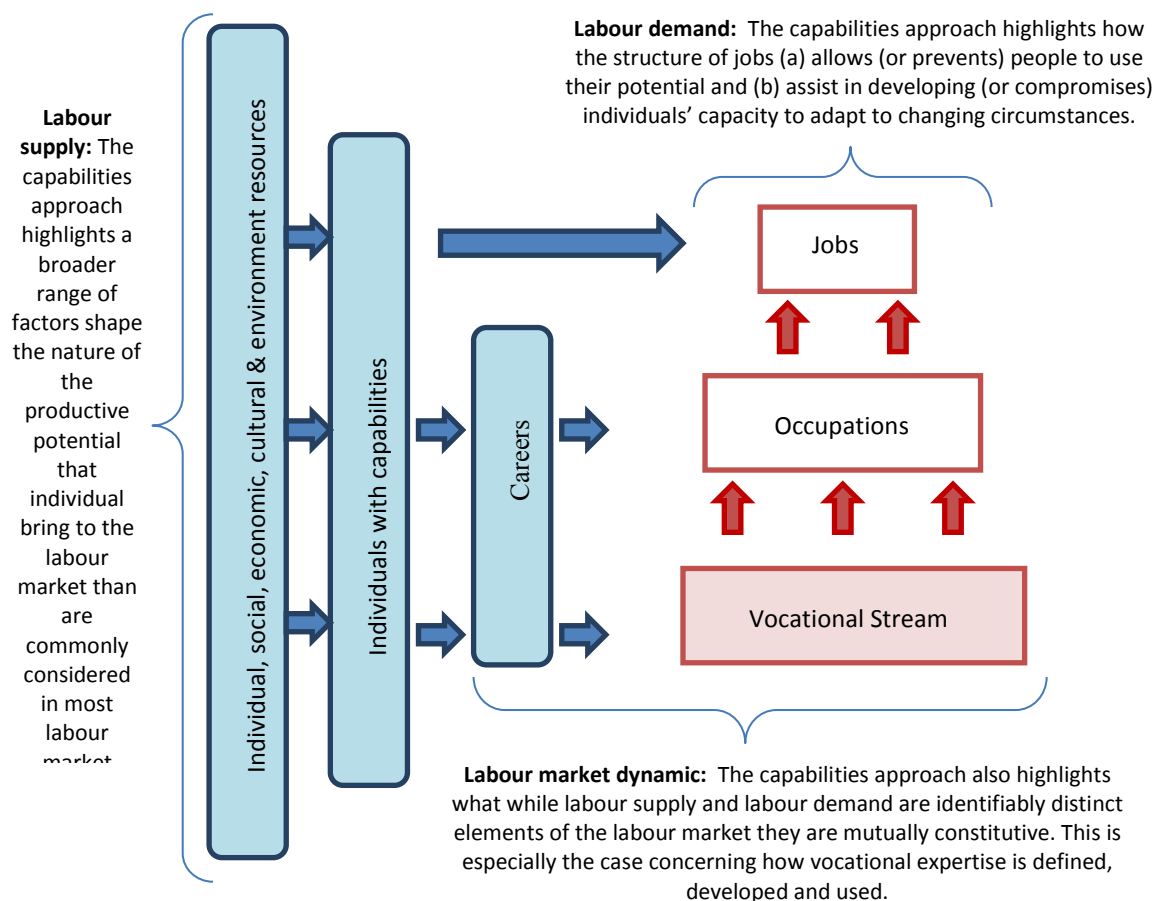 Labour demand: The capabilities approach highlights how
the structure of jobs (a) allows (or prevents) people to use
their potential and (b) assist in developing (or compromises)
individuals’ capacity to adapt to changing circumstances.
Labour
supply: The
capabilities
approach
highlights a
broader
range of
factors shape
the nature of
the
productive
potential
that
individual
bring to the
labour
market than
are
commonly
considered
in most
labour
market
Individual, social, economic, cultural & environment resources
Individuals with capabilities
Careers
Jobs
Occupations
Vocational Stream
Labour market dynamic: The capabilities approach also highlights
what while labour supply and labour demand are identifiably distinct
elements of the labour market they are mutually constitutive. This is
especially the case concerning how vocational expertise is defined,
developed and used.